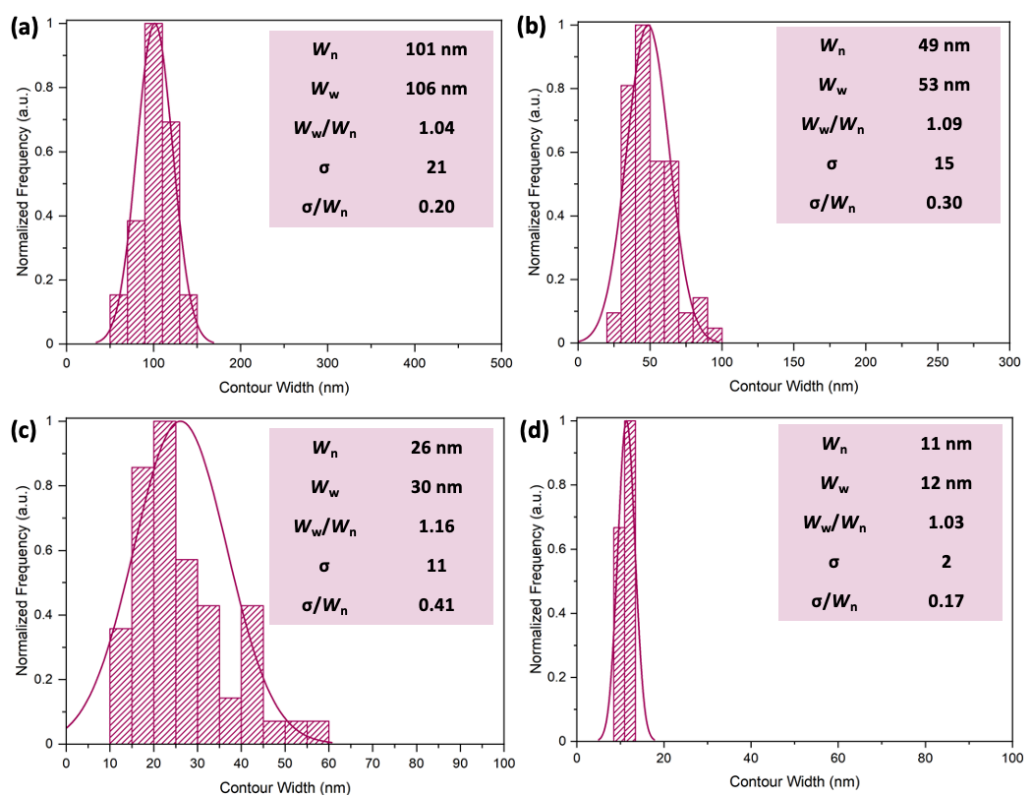 (a)
Normalized Frequency (a.u.)
1
0.8
0.6
0.4
0.2
0
0 100 200 300 400 500
Contour Width (nm)
Wn 101 nm
Ww 106 nm
Ww/Wn 1.04
σ 21
σ/Wn 0.20
(b)
Normalized Frequency (a.u.)
1
0.8
0.6
0.4
0.2
0
0 50 75 100 125 150 175 200 225 250 300
Contour Width (nm)
Wn 49 nm
Ww 53 nm
Ww/Wn 1.09
σ 15
σ/Wn 0.30
(c)
Normalized Frequency (a.u.)
1
0.8
0.6
0.4
0.2
0
0 10 20 30 40 50 60 70 80 90 100
Contour Width (nm)
Wn 26 nm
Ww 30 nm
Ww/Wn 1.16
σ 11
σ/Wn 0.41
(d)
Normalized Frequency (a.u.)
1
0.8
0.6
0.4
0.2
0
0 20 40 60 80 100
Contour Width (nm)
Wn 11 nm
Ww 12 nm
Ww/Wn 1.03
σ 2
σ/Wn 0.17